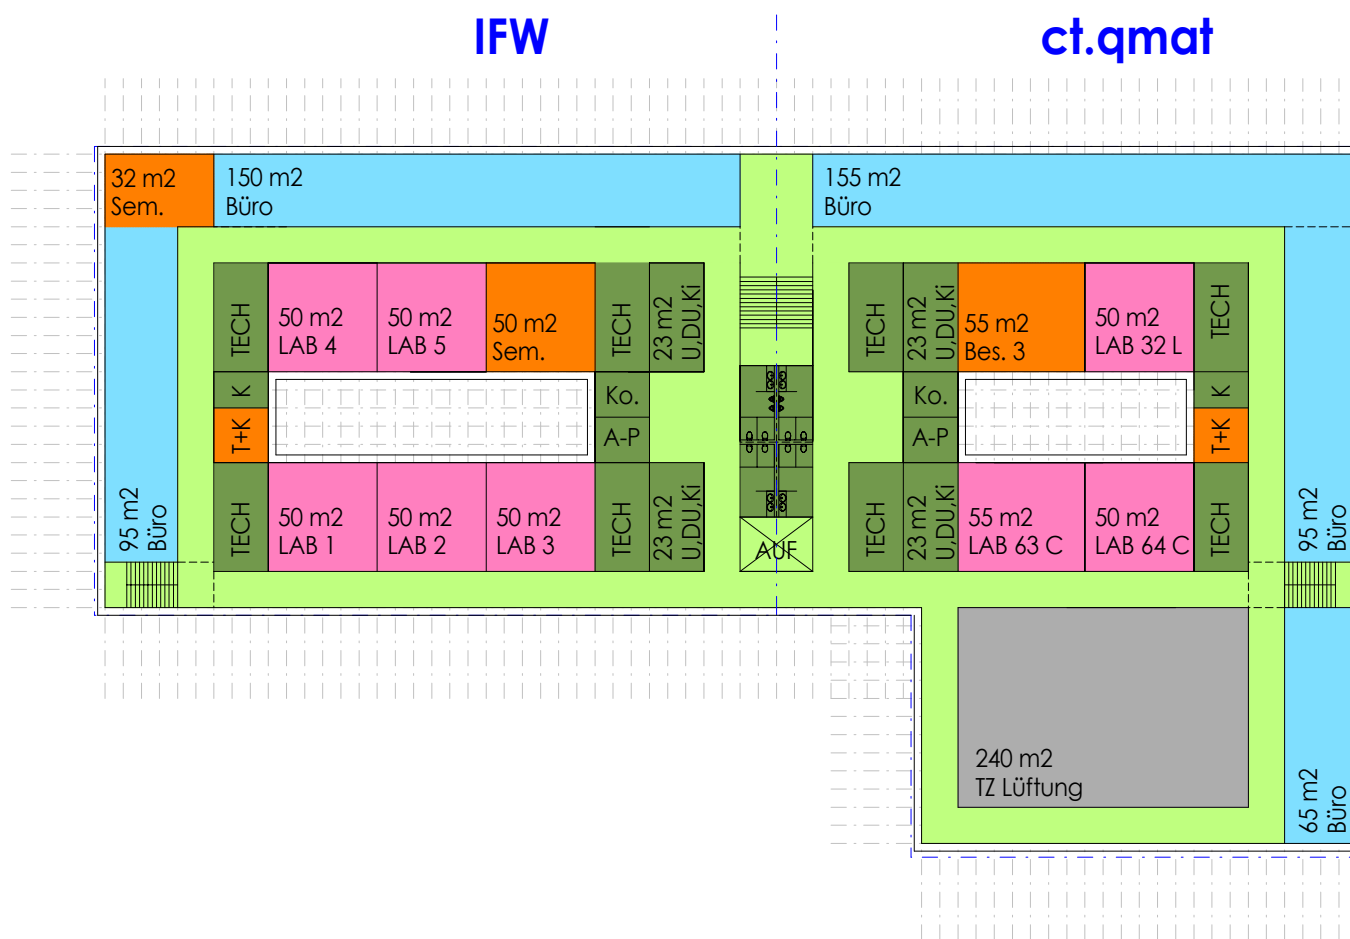 IFW
ct.qmat
32 m2
Sem.
150 m2
Büro
155 m2
Büro
TECH
50 m2
LAB 4
50 m2
LAB 5
50 m2
Sem.
TECH
23 m2
U,DU,Ki
TECH
23 m2
U,DU,Ki
55 m2
Bes. 3
50 m2
LAB 32 L
TECH
K
Ko.
Ko.
K
T+K
A-P
A-P
T+K
95 m2
Büro
TECH
50 m2
LAB 1
50 m2
LAB 2
50 m2
LAB 3
TECH
23 m2
U,DU,Ki
AUF
TECH
23 m2
U,DU,Ki
55 m2
LAB 63 C
50 m2
LAB 64 C
TECH
95 m2
Büro
240 m2
TZ Lüftung
65 m2
Büro